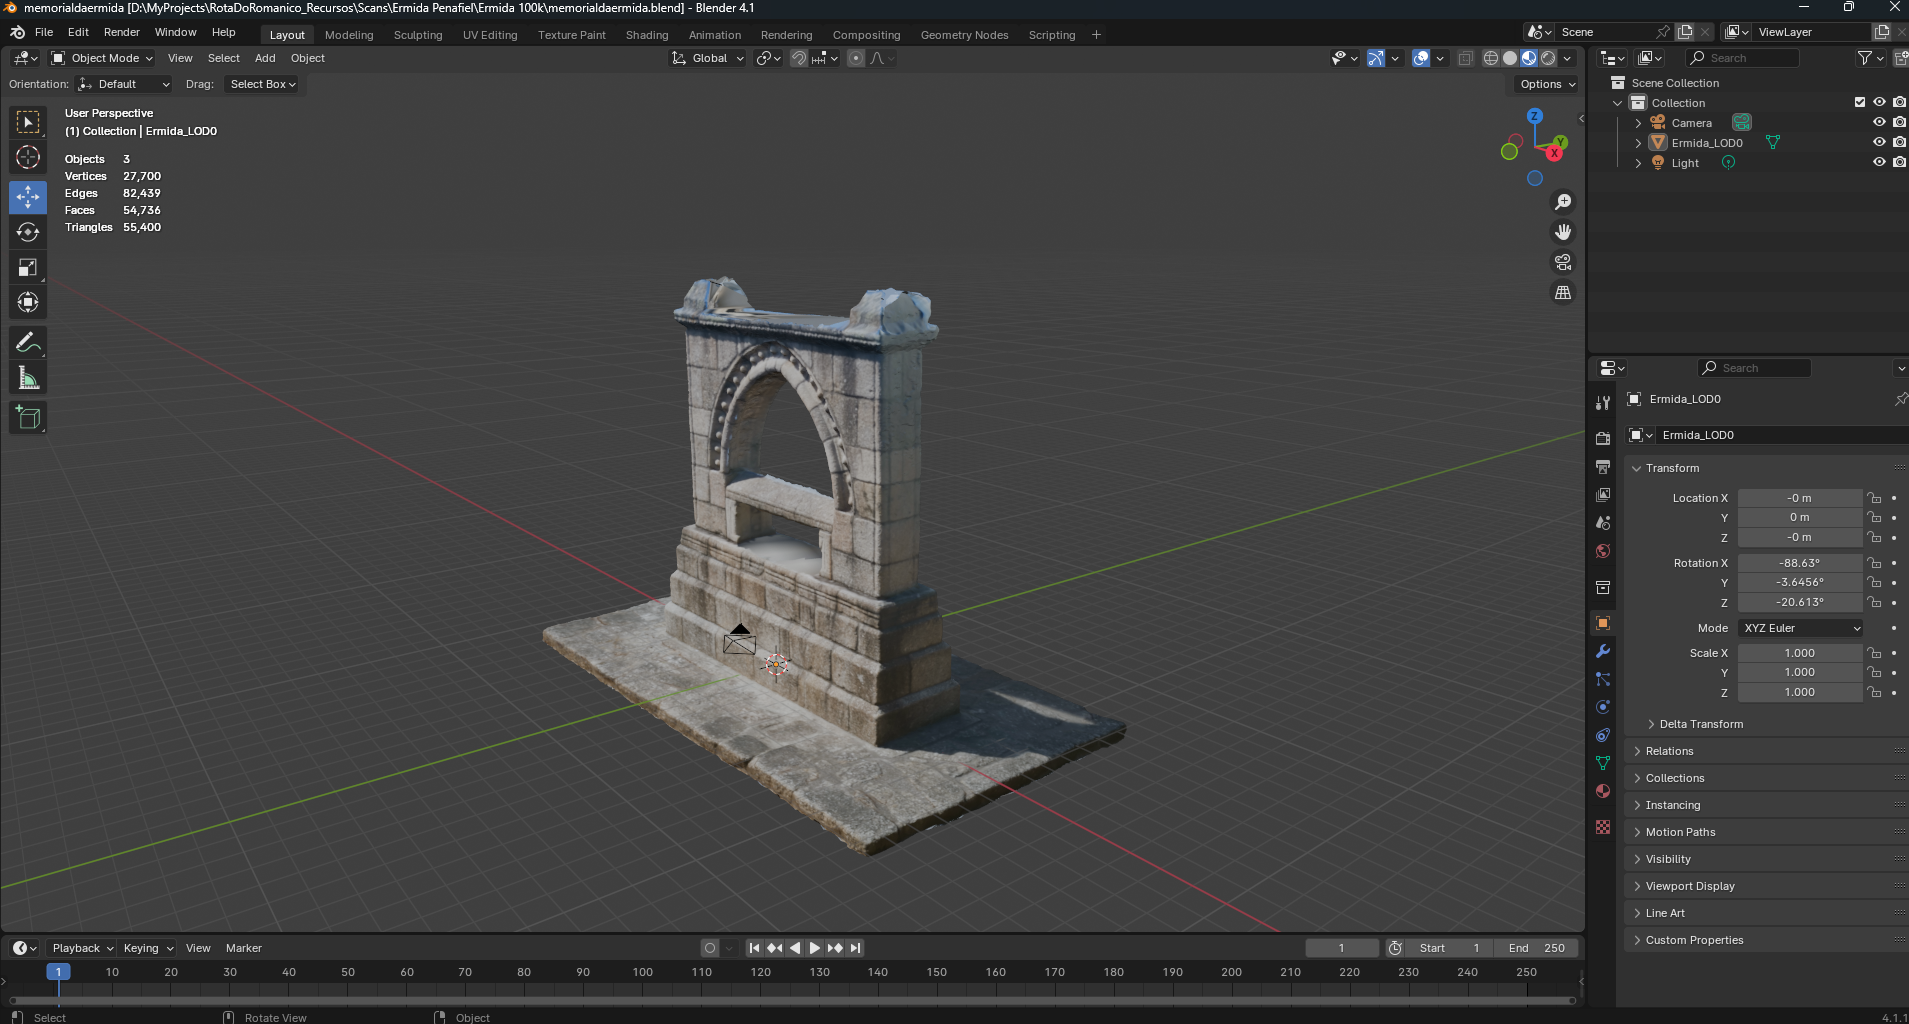 memorialdaermida [D:\MyProjects\RotaDoRomanico_Recursos\Scans\Ermida Penafiel\Ermida 100k\memorialdaermida.blend] - Blender 4.1
File Edit Render Window Help Layout Modeling Sculpting UV Editing Texture Paint Shading Animation Rendering Compositing Geometry Nodes Scripting + Scene ViewLayer
Object Mode View Select Add Object Global Search
Orientation: Default Drag: Select Box Options
Scene Collection
Collection
Camera
Ermida_LOD0
Light
User Perspective
(1) Collection | Ermida_LOD0
Objects 3
Vertices 27,700
Edges 82,439
Faces 54,736
Triangles 55,400
Z
Y
X
Search
Ermida_LOD0
Ermida_LOD0
Transform
Location X -0 m
Y 0 m
Z -0 m
Rotation X -88.63°
Y -3.6456°
Z -20.613°
Mode XYZ Euler
Scale X 1.000
Y 1.000
Z 1.000
Delta Transform
Relations
Collections
Instancing
Motion Paths
Visibility
Viewport Display
Line Art
Custom Properties
Playback Keying View Marker 1 Start 1 End 250
1 10 20 30 40 50 60 70 80 90 100 110 120 130 140 150 160 170 180 190 200 210 220 230 240 250
Select Rotate View Object 4.1.1